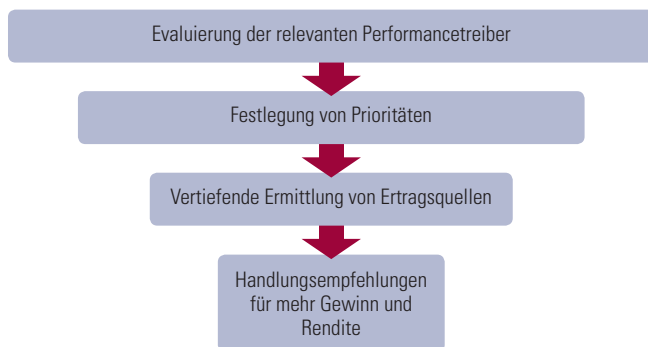 Evaluierung der relevanten Performancetreiber
Festlegung von Prioritäten
Vertiefende Ermittlung von Ertragsquellen
Handlungsempfehlungen
für mehr Gewinn und
Rendite